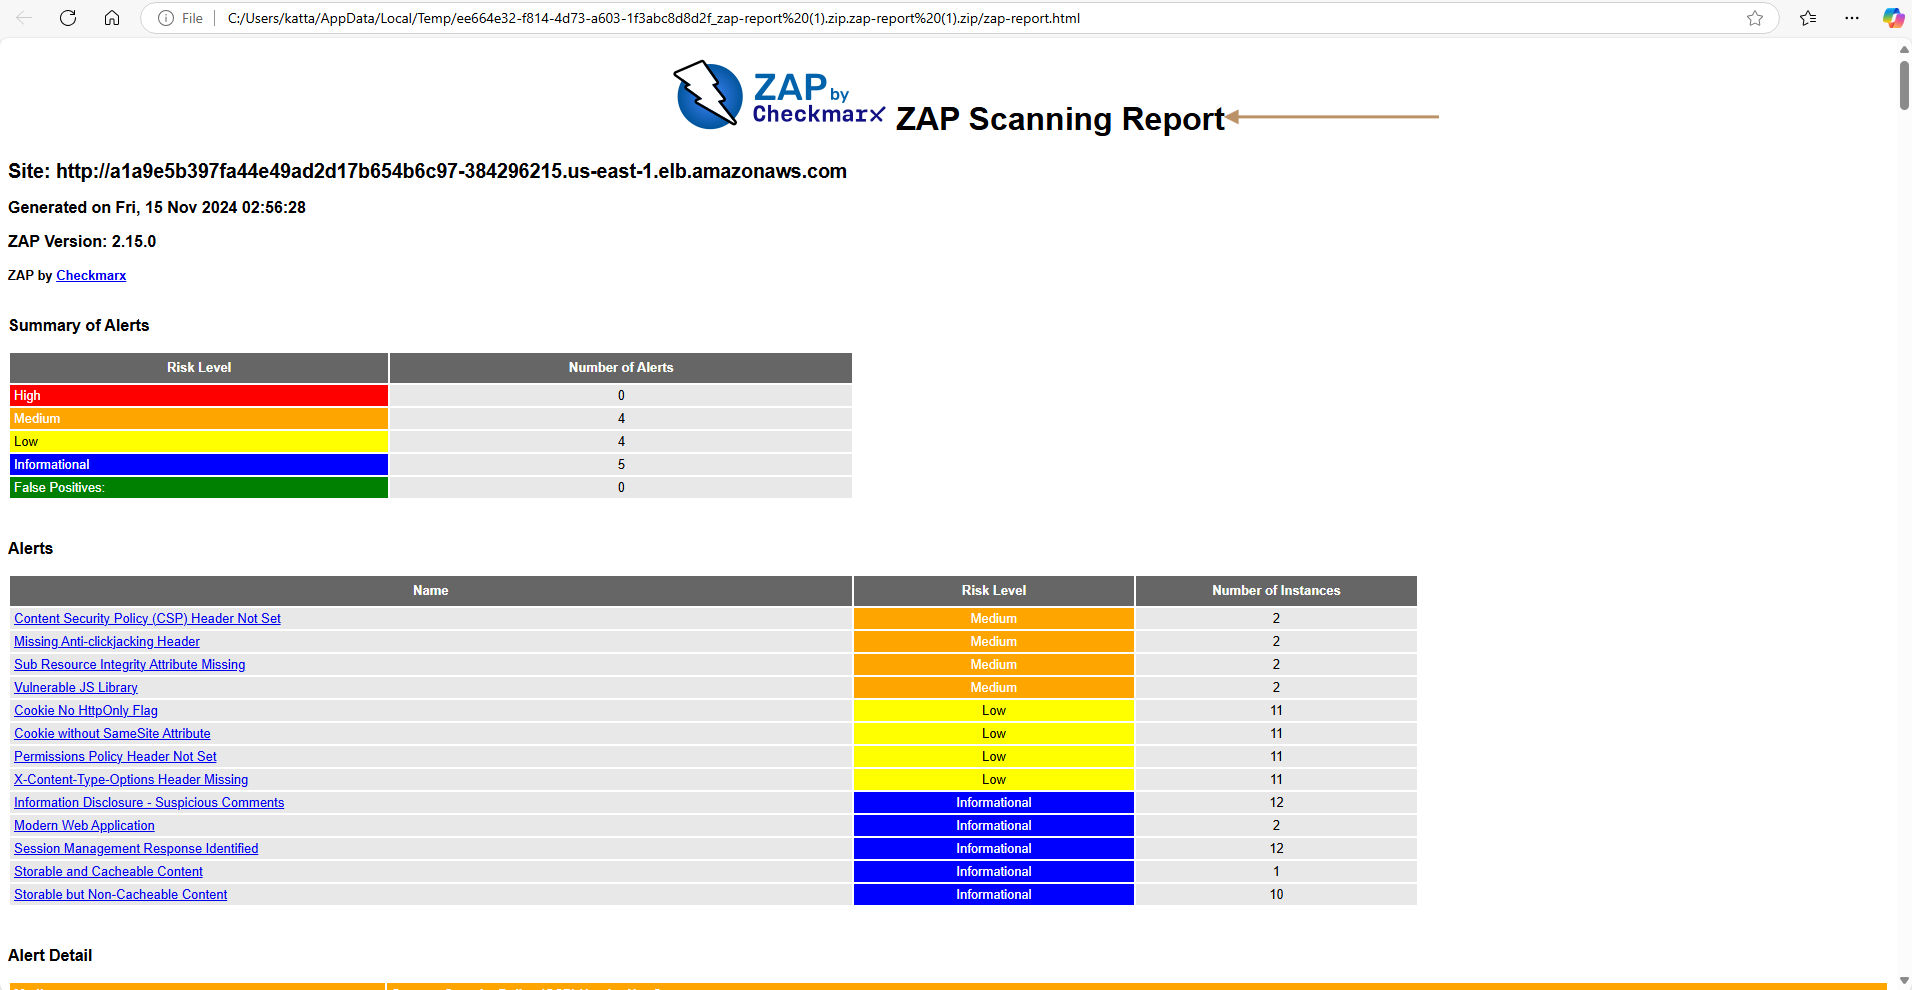 File C:/Users/katta/AppData/Local/Temp/ee664e32-f814-4d73-a603-1f3abc8d8d2f_zap-report%20(1).zip.zap-report%20(1).zip/zap-report.html
ZAP by Checkmarx ZAP Scanning Report
Site: http://a1a9e5b397fa44e49ad2d17b654b6c97-384296215.us-east-1.elb.amazonaws.com
Generated on Fri, 15 Nov 2024 02:56:28
ZAP Version: 2.15.0
ZAP by Checkmarx
Summary of Alerts
Risk Level Number of Alerts
High 0
Medium 4
Low 4
Informational 5
False Positives: 0
Alerts
Name Risk Level Number of Instances
Content Security Policy (CSP) Header Not Set Medium 2
Missing Anti-clickjacking Header Medium 2
Sub Resource Integrity Attribute Missing Medium 2
Vulnerable JS Library Medium 2
Cookie No HttpOnly Flag Low 11
Cookie without SameSite Attribute Low 11
Permissions Policy Header Not Set Low 11
X-Content-Type-Options Header Missing Low 11
Information Disclosure - Suspicious Comments Informational 12
Modern Web Application Informational 2
Session Management Response Identified Informational 12
Storable and Cacheable Content Informational 1
Storable but Non-Cacheable Content Informational 10
Alert Detail